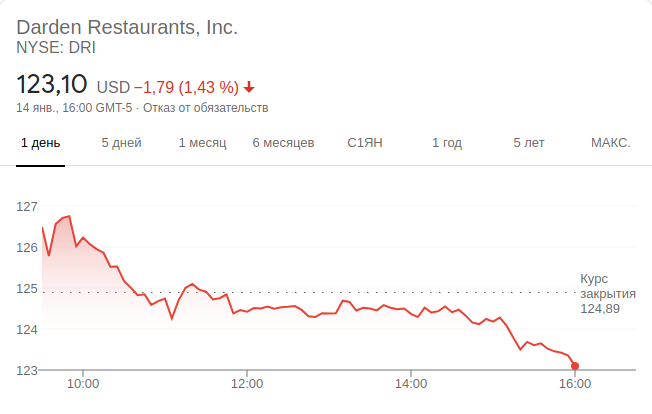 Darden Restaurants, Inc.
NYSE: DRI
123,10 USD −1,79 (1,43 %)
14 янв., 16:00 GMT-5 · Отказ от обязательств
1 день 5 дней 1 месяц 6 месяцев С1ЯН 1 год 5 лет МАКС.
127
126
125
124
123
Курс
закрытия
124,89
10:00 12:00 14:00 16:00